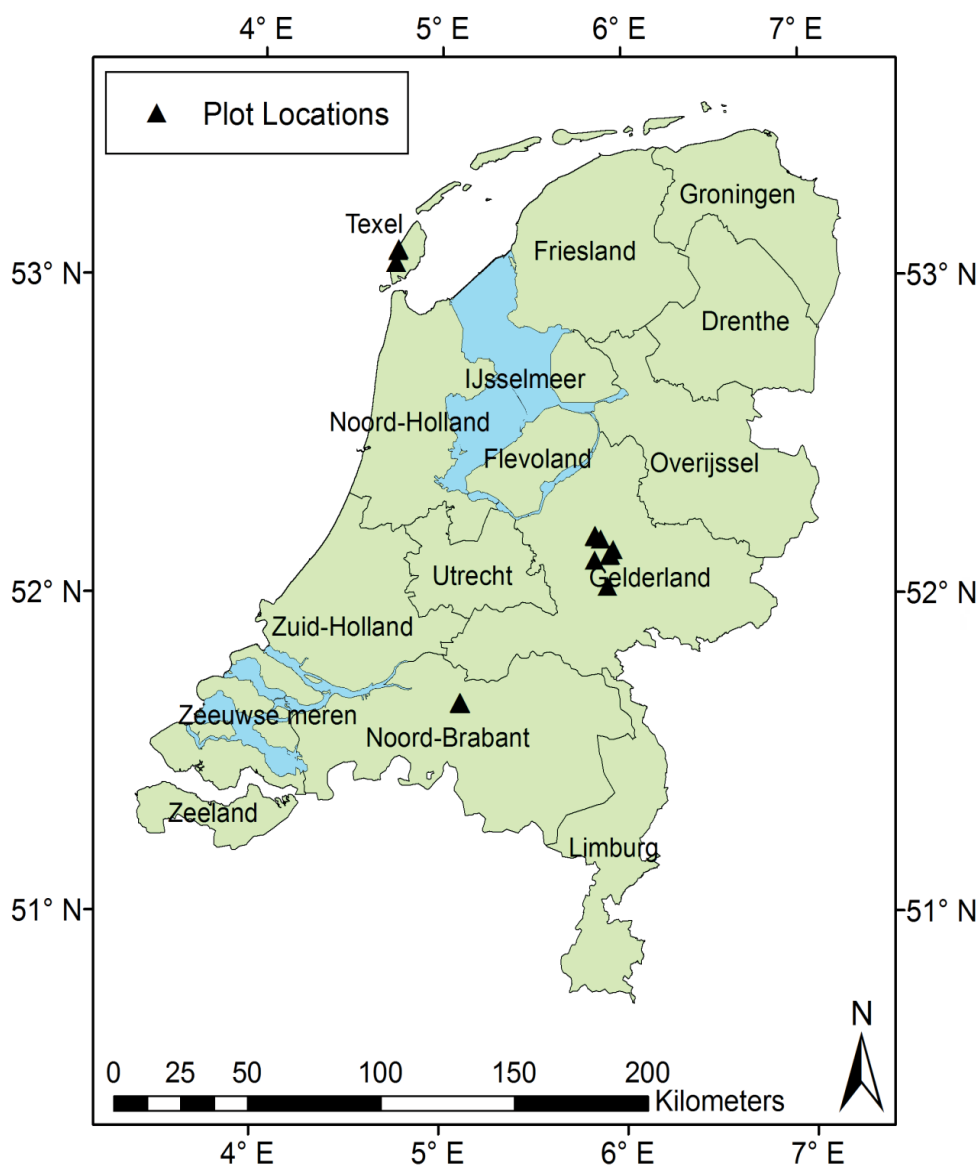 4° E 5° E 6° E 7° E
Plot Locations
Groningen
Texel
Friesland
53° N 53° N
Drenthe
IJsselmeer
Noord-Holland
Flevoland
Overijssel
Utrecht
Gelderland
52° N 52° N
Zuid-Holland
Zeeuwse meren
Noord-Brabant
Zeeland
Limburg
51° N 51° N
N
0 25 50 100 150 200
Kilometers
4° E 5° E 6° E 7° E